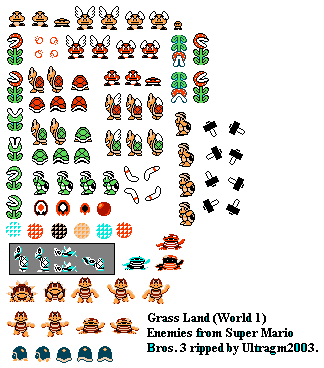 Grass Land (World 1)
Enemies from Super Mario
Bros. 3 ripped by Ultragm2003.